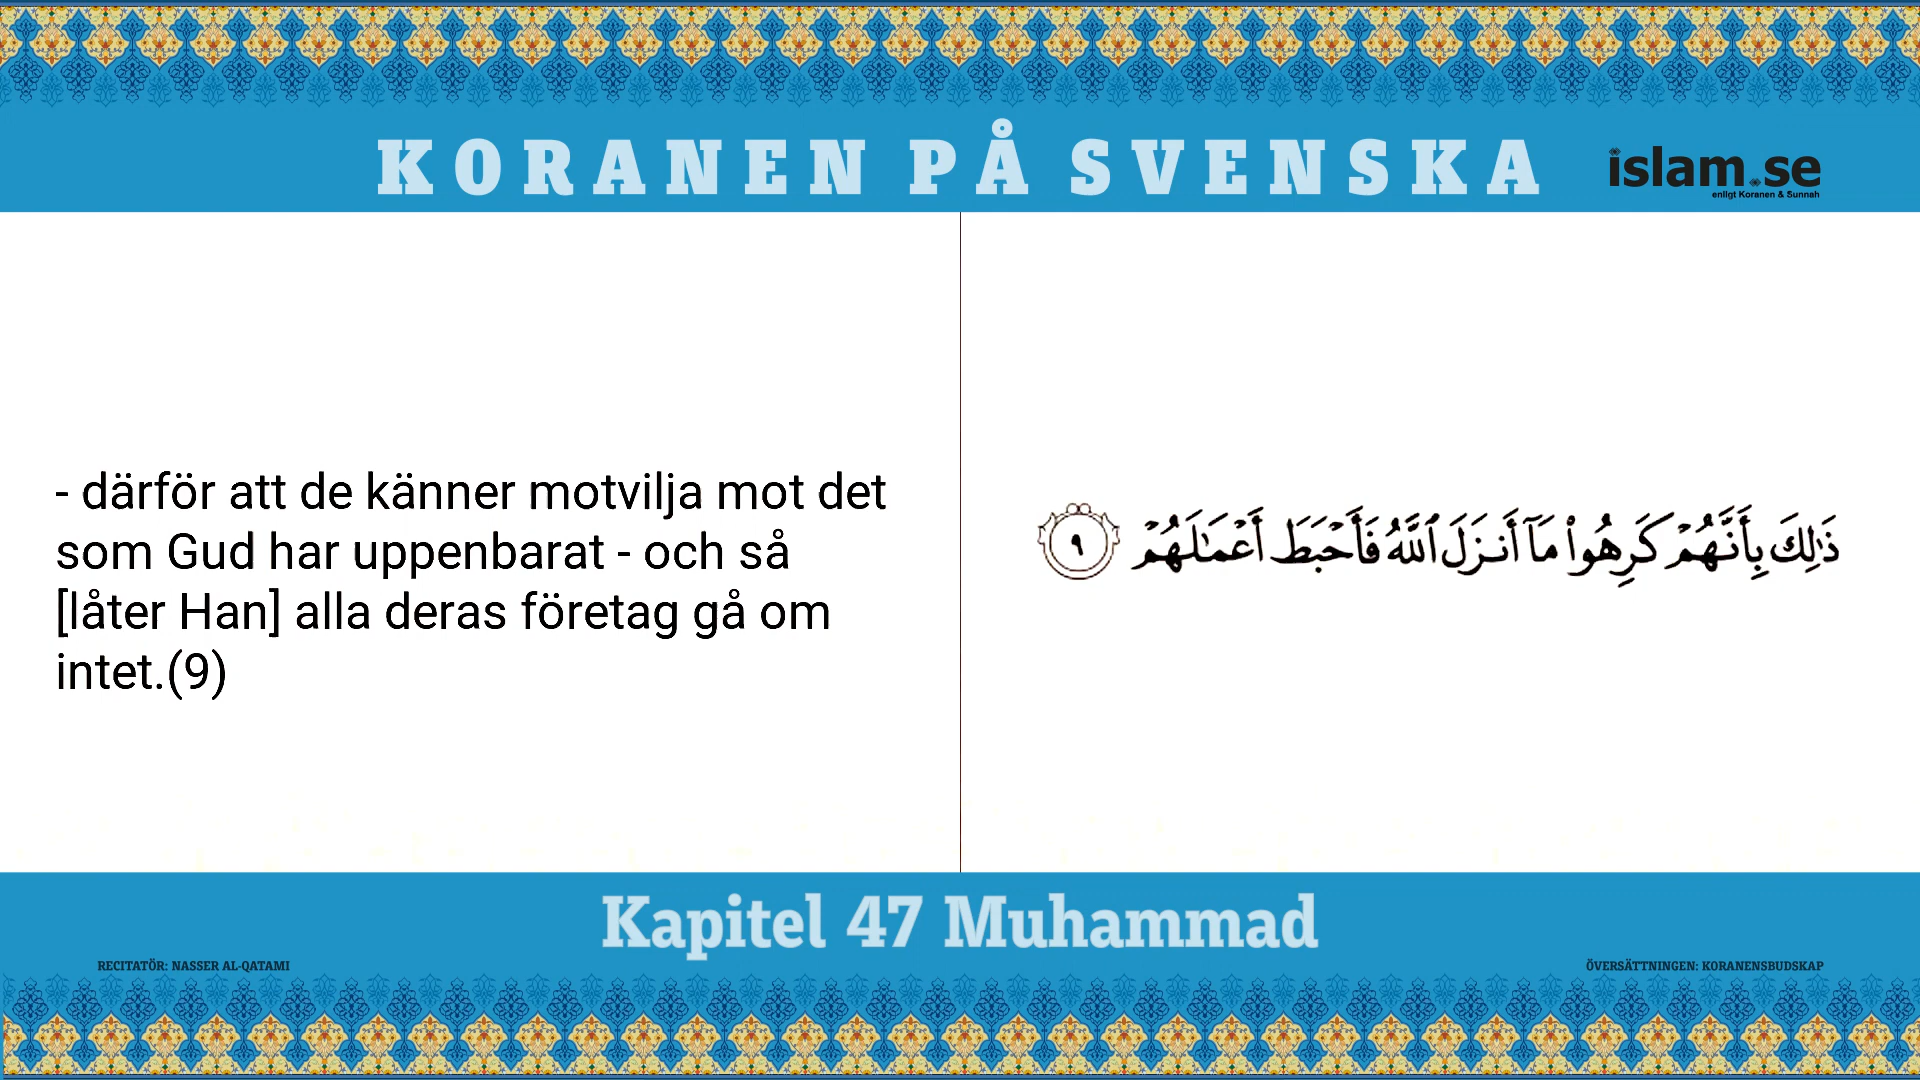 KORANEN PÅ SVENSKA
islam.se
enligt Koranen & Sunnah
- därför att de känner motvilja mot det
som Gud har uppenbarat - och så
[låter Han] alla deras företag gå om
intet.(9)
ذَٰلِكَ بِأَنَّهُمْ كَرِهُوا۟ مَآ أَنزَلَ ٱللَّهُ فَأَحْبَطَ أَعْمَٰلَهُمْ ٩
Kapitel 47 Muhammad
RECITATÖR: NASSER AL-QATAMI
ÖVERSÄTTNINGEN: KORANENSBUDSKAP